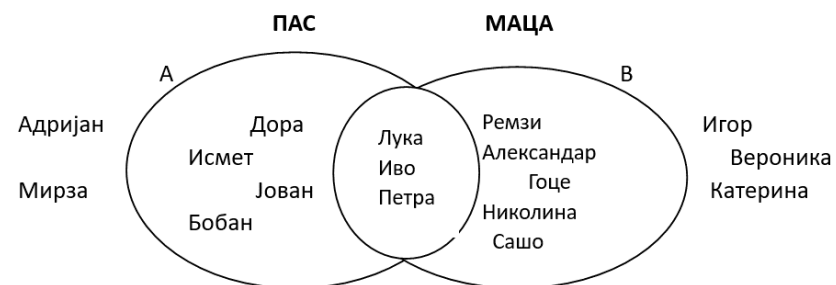 ПАС МАЦА
А В
Адријан
Мирза
Дора
Исмет
Јован
Бобан
Лука
Иво
Петра
Ремзи
Александар
Гоце
Николина
Сашо
Игор
Вероника
Катерина